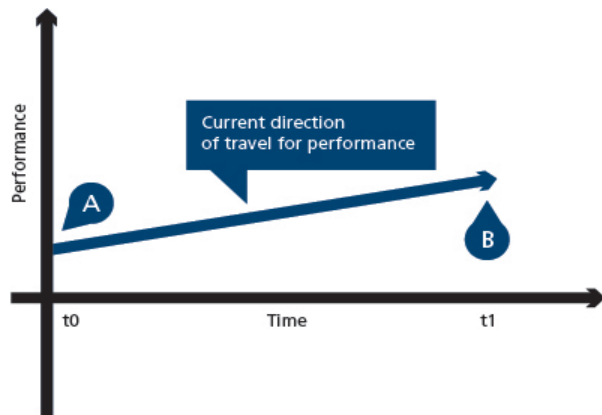 Performance
Current direction
of travel for performance
A
B
t0
Time
t1